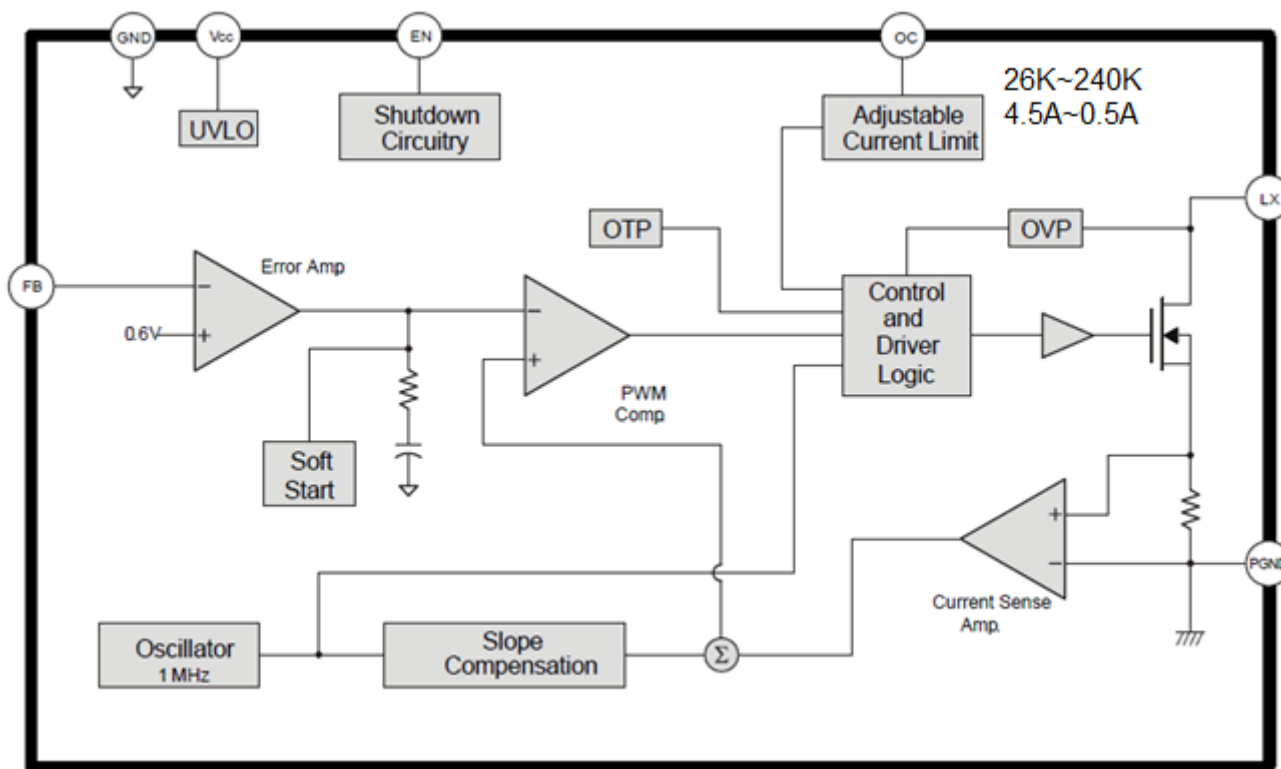 GND
Vcc
EN
OC
26K~240K
4.5A~0.5A
UVLO
Shutdown
Circuitry
Adjustable
Current Limit
LX
OTP
OVP
Error Amp
FB
−
+
0.6V
−
+
PWM
Comp.
Control
and
Driver
Logic
Soft
Start
+
−
Current Sense
Amp.
PGND
Oscillator
1 MHz
Slope
Compensation
Σ